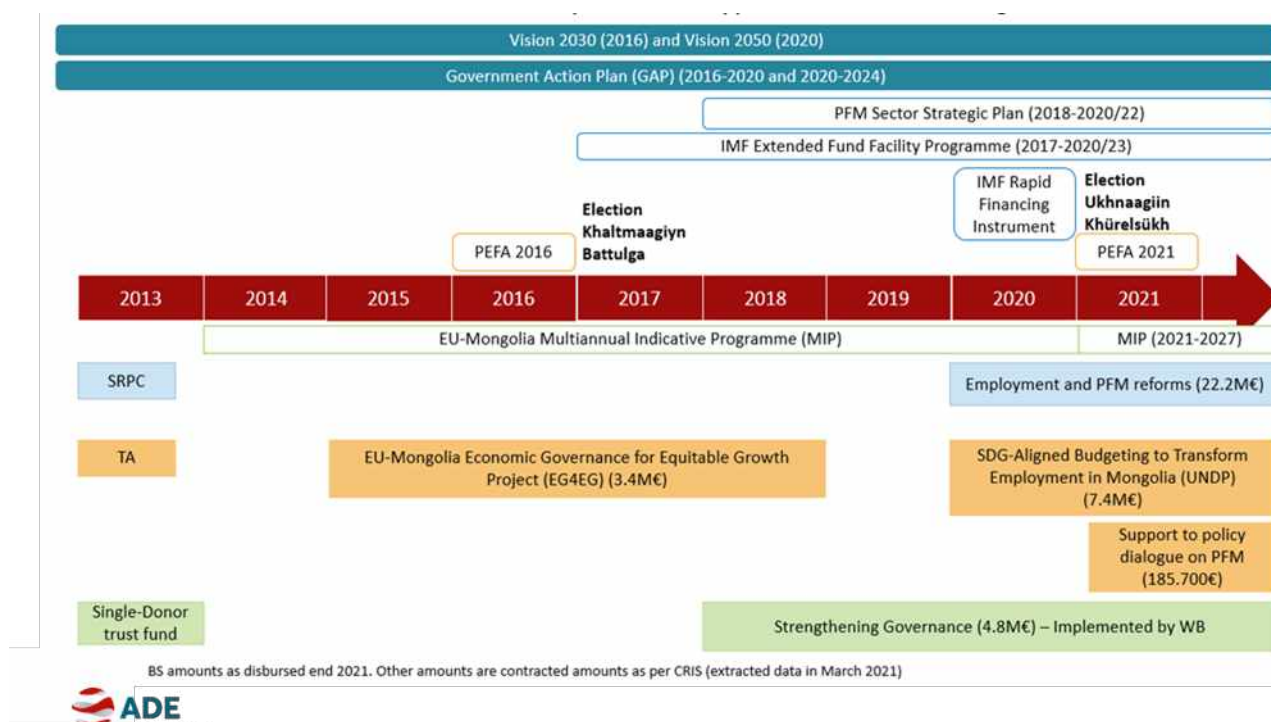 Vision 2030 (2016) and Vision 2050 (2020)
Government Action Plan (GAP) (2016-2020 and 2020-2024)
PFM Sector Strategic Plan (2018-2020/22)
IMF Extended Fund Facility Programme (2017-2020/23)
IMF Rapid
Financing
Instrument
Election
Ukhnaagiin
Khürelsükh
Election
Khaltmaagiyn
Battulga
PEFA 2016
PEFA 2021
2013 2014 2015 2016 2017 2018 2019 2020 2021
EU-Mongolia Multiannual Indicative Programme (MIP)
MIP (2021-2027)
SRPC
Employment and PFM reforms (22.2M€)
TA
EU-Mongolia Economic Governance for Equitable Growth
Project (EG4EG) (3.4M€)
SDG-Aligned Budgeting to Transform
Employment in Mongolia (UNDP)
(7.4M€)
Support to policy
dialogue on PFM
(185.700€)
Single-Donor
trust fund
Strengthening Governance (4.8M€) – Implemented by WB
BS amounts as disbursed end 2021. Other amounts are contracted amounts as per CRIS (extracted data in March 2021)
ADE